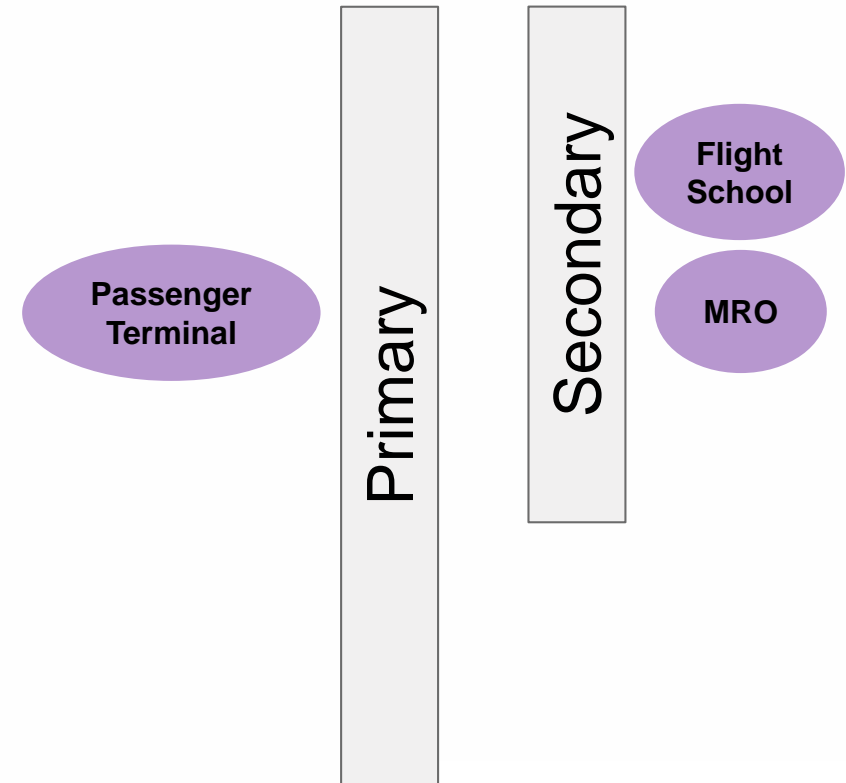 Passenger
Terminal
Primary
Secondary
Flight
School
MRO